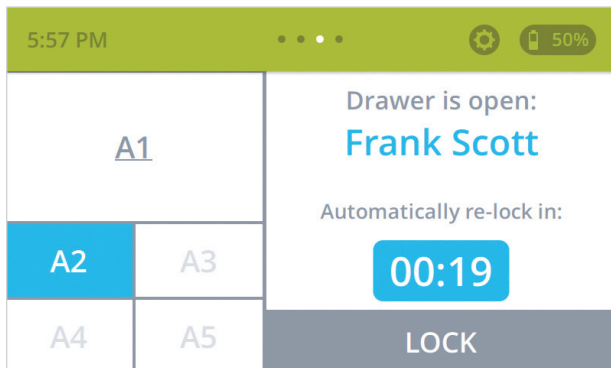 5:57 PM
50%
A1
A2
A3
A4
A5
Drawer is open:
Frank Scott
Automatically re-lock in:
00:19
LOCK